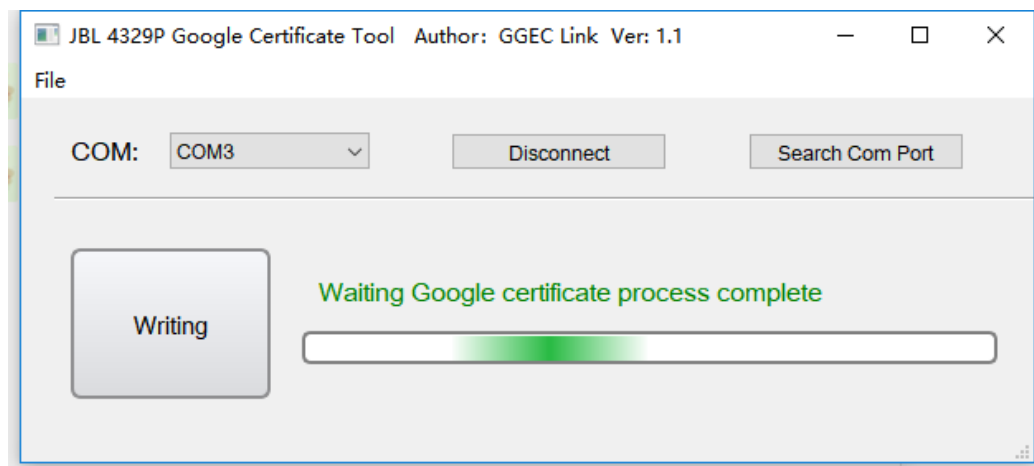 JBL 4329P Google Certificate Tool Author: GGEC Link Ver: 1.1
File
COM: COM3 Disconnect Search Com Port
Waiting Google certificate process complete
Writing